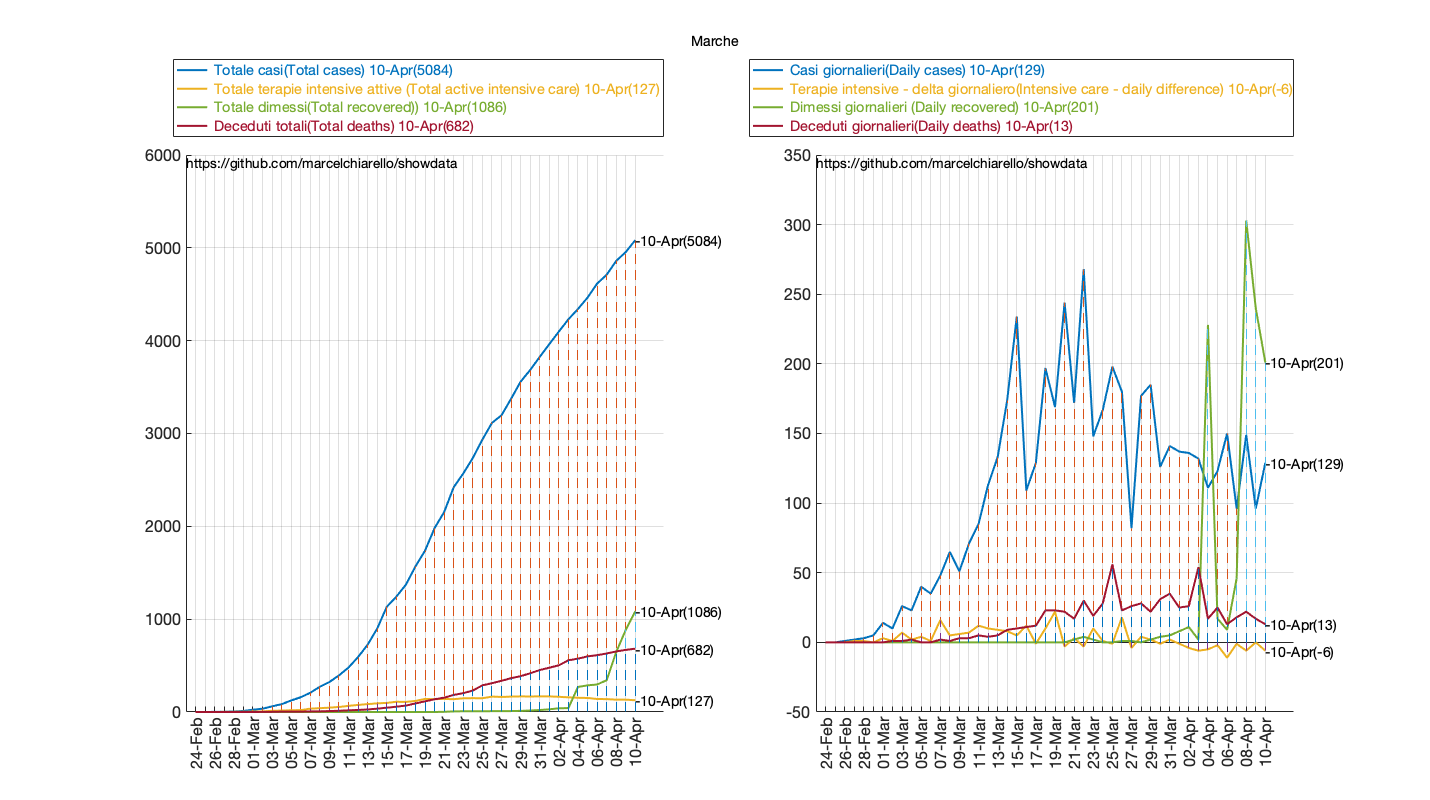 Marche
Totale casi(Total cases) 10-Apr(5084)
Totale terapie intensive attive (Total active intensive care) 10-Apr(127)
Totale dimessi(Total recovered)) 10-Apr(1086)
Deceduti totali(Total deaths) 10-Apr(682)
https://github.com/marcelchiarello/showdata
6000
5000
4000
3000
2000
1000
0
10-Apr(5084)
10-Apr(1086)
10-Apr(682)
10-Apr(127)
24-Feb
26-Feb
28-Feb
01-Mar
03-Mar
05-Mar
07-Mar
09-Mar
11-Mar
13-Mar
15-Mar
17-Mar
19-Mar
21-Mar
23-Mar
25-Mar
27-Mar
29-Mar
31-Mar
02-Apr
04-Apr
06-Apr
08-Apr
10-Apr
Casi giornalieri(Daily cases) 10-Apr(129)
Terapie intensive - delta giornaliero(Intensive care - daily difference) 10-Apr(-6)
Dimessi giornalieri (Daily recovered) 10-Apr(201)
Deceduti giornalieri(Daily deaths) 10-Apr(13)
https://github.com/marcelchiarello/showdata
350
300
250
200
150
100
50
0
-50
10-Apr(201)
10-Apr(129)
10-Apr(13)
10-Apr(-6)
24-Feb
26-Feb
28-Feb
01-Mar
03-Mar
05-Mar
07-Mar
09-Mar
11-Mar
13-Mar
15-Mar
17-Mar
19-Mar
21-Mar
23-Mar
25-Mar
27-Mar
29-Mar
31-Mar
02-Apr
04-Apr
06-Apr
08-Apr
10-Apr